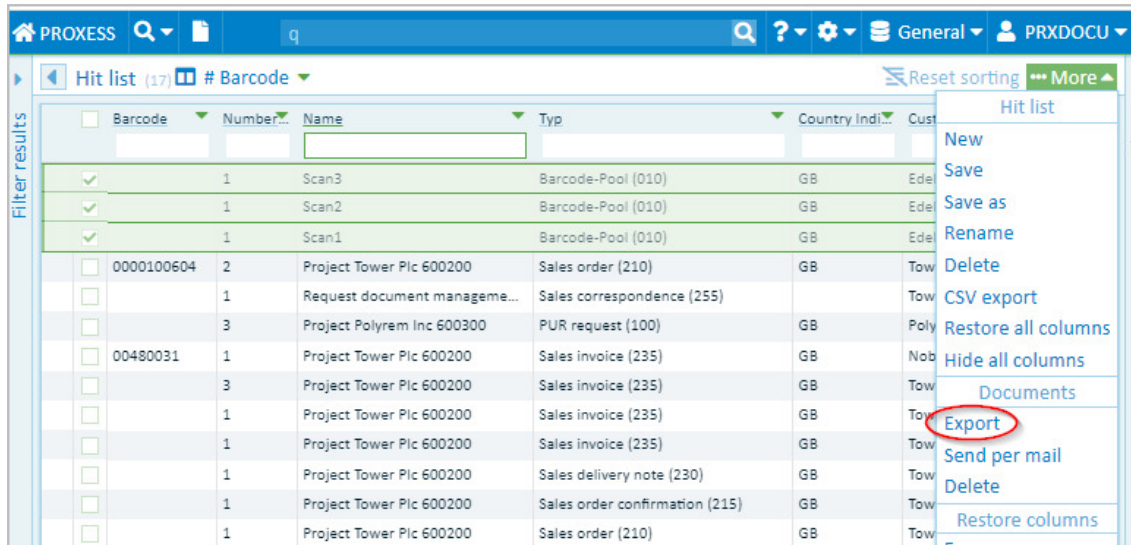 PROXESS q ? General PRXDOCU
Hit list (17) # Barcode Reset sorting ••• More
Filter results
Barcode Number... Name Typ Country Indi... Cust
1 Scan3 Barcode-Pool (010) GB Edel
1 Scan2 Barcode-Pool (010) GB Edel
1 Scan1 Barcode-Pool (010) GB Edel
0000100604 2 Project Tower Plc 600200 Sales order (210) GB Tow
1 Request document manageme... Sales correspondence (255) Tow
3 Project Polyrem Inc 600300 PUR request (100) GB Poly
00480031 1 Project Tower Plc 600200 Sales invoice (235) GB Nob
3 Project Tower Plc 600200 Sales invoice (235) GB Tow
1 Project Tower Plc 600200 Sales invoice (235) GB Tow
1 Project Tower Plc 600200 Sales invoice (235) GB Tow
1 Project Tower Plc 600200 Sales delivery note (230) GB Tow
1 Project Tower Plc 600200 Sales order confirmation (215) GB Tow
1 Project Tower Plc 600200 Sales order (210) GB Tow
Hit list
New
Save
Save as
Rename
Delete
CSV export
Restore all columns
Hide all columns
Documents
Export
Send per mail
Delete
Restore columns